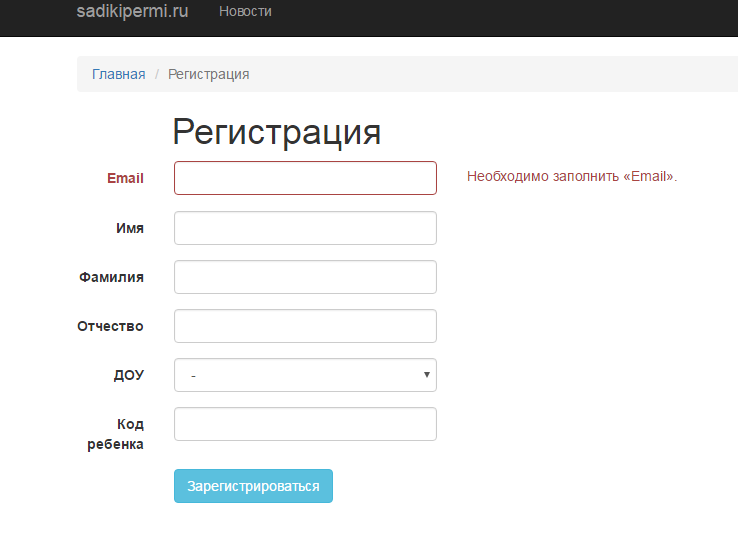 sadikipermi.ru Новости
Главная / Регистрация
Регистрация
Email Необходимо заполнить «Email».
Имя
Фамилия
Отчество
ДОУ -
Код
ребенка
Зарегистрироваться